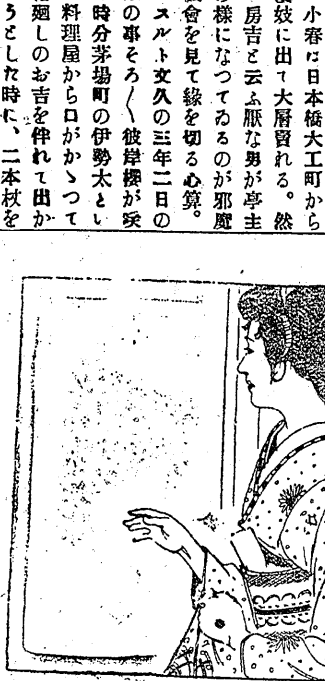 小春は日本橋大工町から
妓に出て大層賣れる。然
房吉と云ふ厭な男が亭主
様になつてゐるのが邪魔
會を見て縁を切る心算。
スルト文久の三年二日の
の事そろ〳〵彼岸櫻が咲
時分茅場町の伊勢太とい
料理屋から口がかゝつて
廻しのお吉を伴れて出か
うとした時に、二本杖を